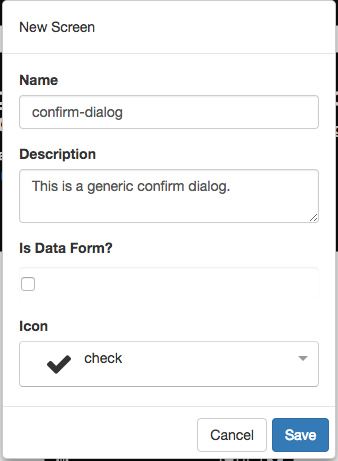 New Screen
Name
confirm-dialog
Description
This is a generic confirm dialog.
Is Data Form?
Icon
check
Cancel
Save